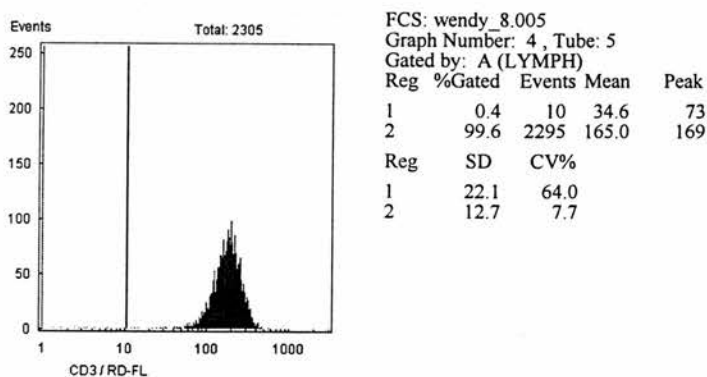 Events
Total: 2305
250
200
150
100
50
0
1 10 100 1000
CD3 / RD-FL
FCS: wendy_8.005
Graph Number: 4 , Tube: 5
Gated by: A (LYMPH)
Reg %Gated Events Mean Peak
1 0.4 10 34.6 73
2 99.6 2295 165.0 169
Reg SD CV%
1 22.1 64.0
2 12.7 7.7